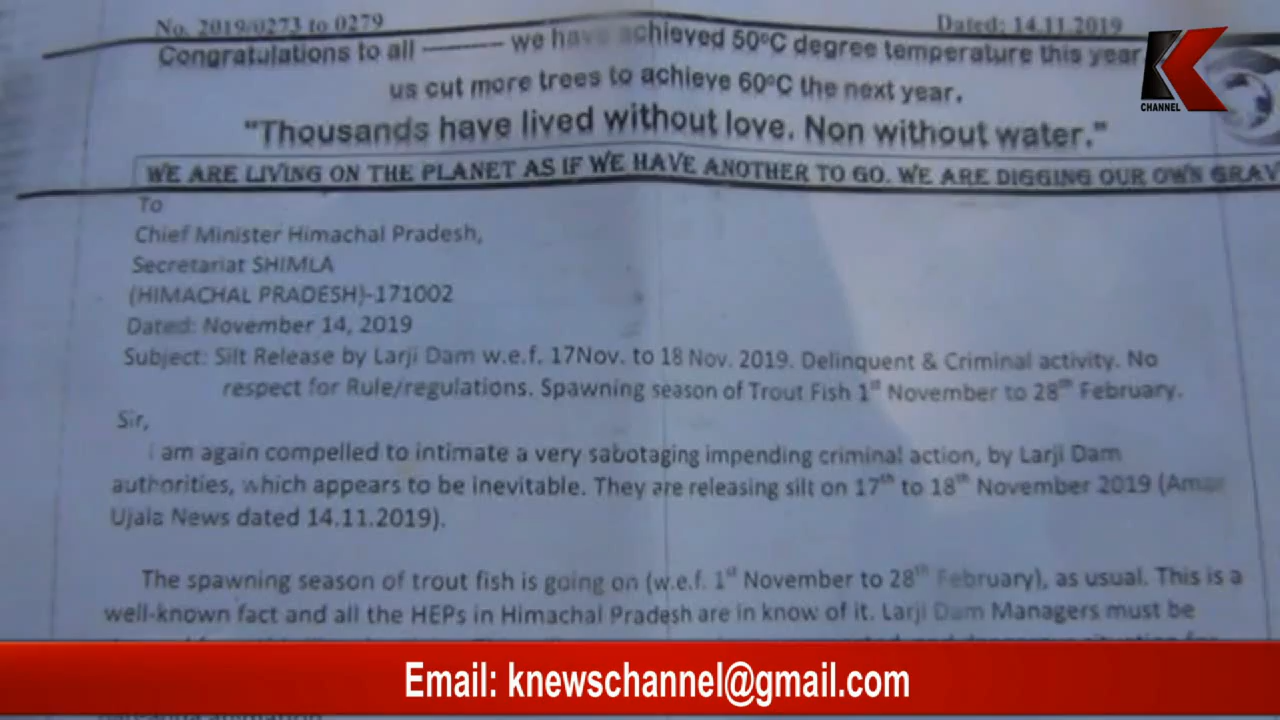 No. 2019/0273 to 0279 Dated: 14.11.2019
Congratulations to all ——— we have achieved 50°C degree temperature this year
us cut more trees to achieve 60°C the next year.
"Thousands have lived without love. Non without water."
WE ARE LIVING ON THE PLANET AS IF WE HAVE ANOTHER TO GO. WE ARE DIGGING OUR OWN GRAV
K
CHANNEL
To
Chief Minister Himachal Pradesh,
Secretariat SHIMLA
(HIMACHAL PRADESH)-171002
Dated: November 14, 2019
Subject: Silt Release by Larji Dam w.e.f. 17Nov. to 18 Nov. 2019. Delinquent & Criminal activity. No
respect for Rule/regulations. Spawning season of Trout Fish 1st November to 28th February.
Sir,
I am again compelled to intimate a very sabotaging impending criminal action, by Larji Dam
authorities, which appears to be inevitable. They are releasing silt on 17th to 18th November 2019 (Amar
Ujala News dated 14.11.2019).
The spawning season of trout fish is going on (w.e.f. 1st November to 28th February), as usual. This is a
well-known fact and all the HEPs in Himachal Pradesh are in know of it. Larji Dam Managers must be
Email: knewschannel@gmail.com